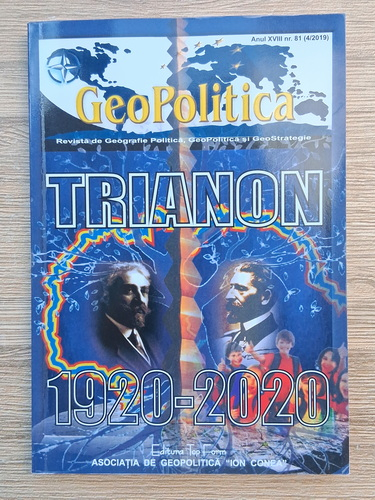 Anul XVIII nr. 81 (4/2019)
GeoPolitica
Revistă de Geografie Politică, GeoPolitică și GeoStrategie
TRIANON
1920-2020
Editura Top Form
ASOCIAȚIA DE GEOPOLITICĂ "ION CONEA"